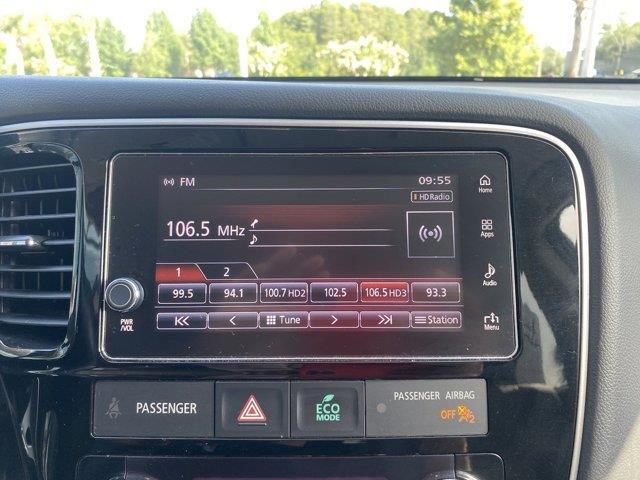 FM 09:55
HD Radio
106.5 MHz
1 2
99.5 94.1 100.7 HD2 102.5 106.5 HD3 93.3
Tune Station
Home
Apps
Audio
Menu
PWR
/VOL
PASSENGER
ECO
MODE
PASSENGER AIRBAG
OFF 2